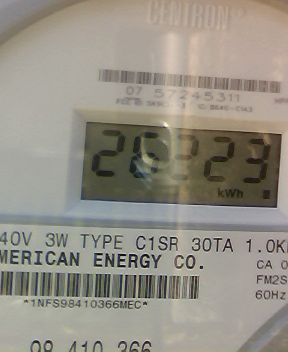 CENTRON
07 57245311
26223
kWh
40V 3W TYPE C1SR 30TA 1.0K
MERICAN ENERGY CO.
CA 0
FM2S
60Hz
*1NFS98410366MEC*
98 410 366